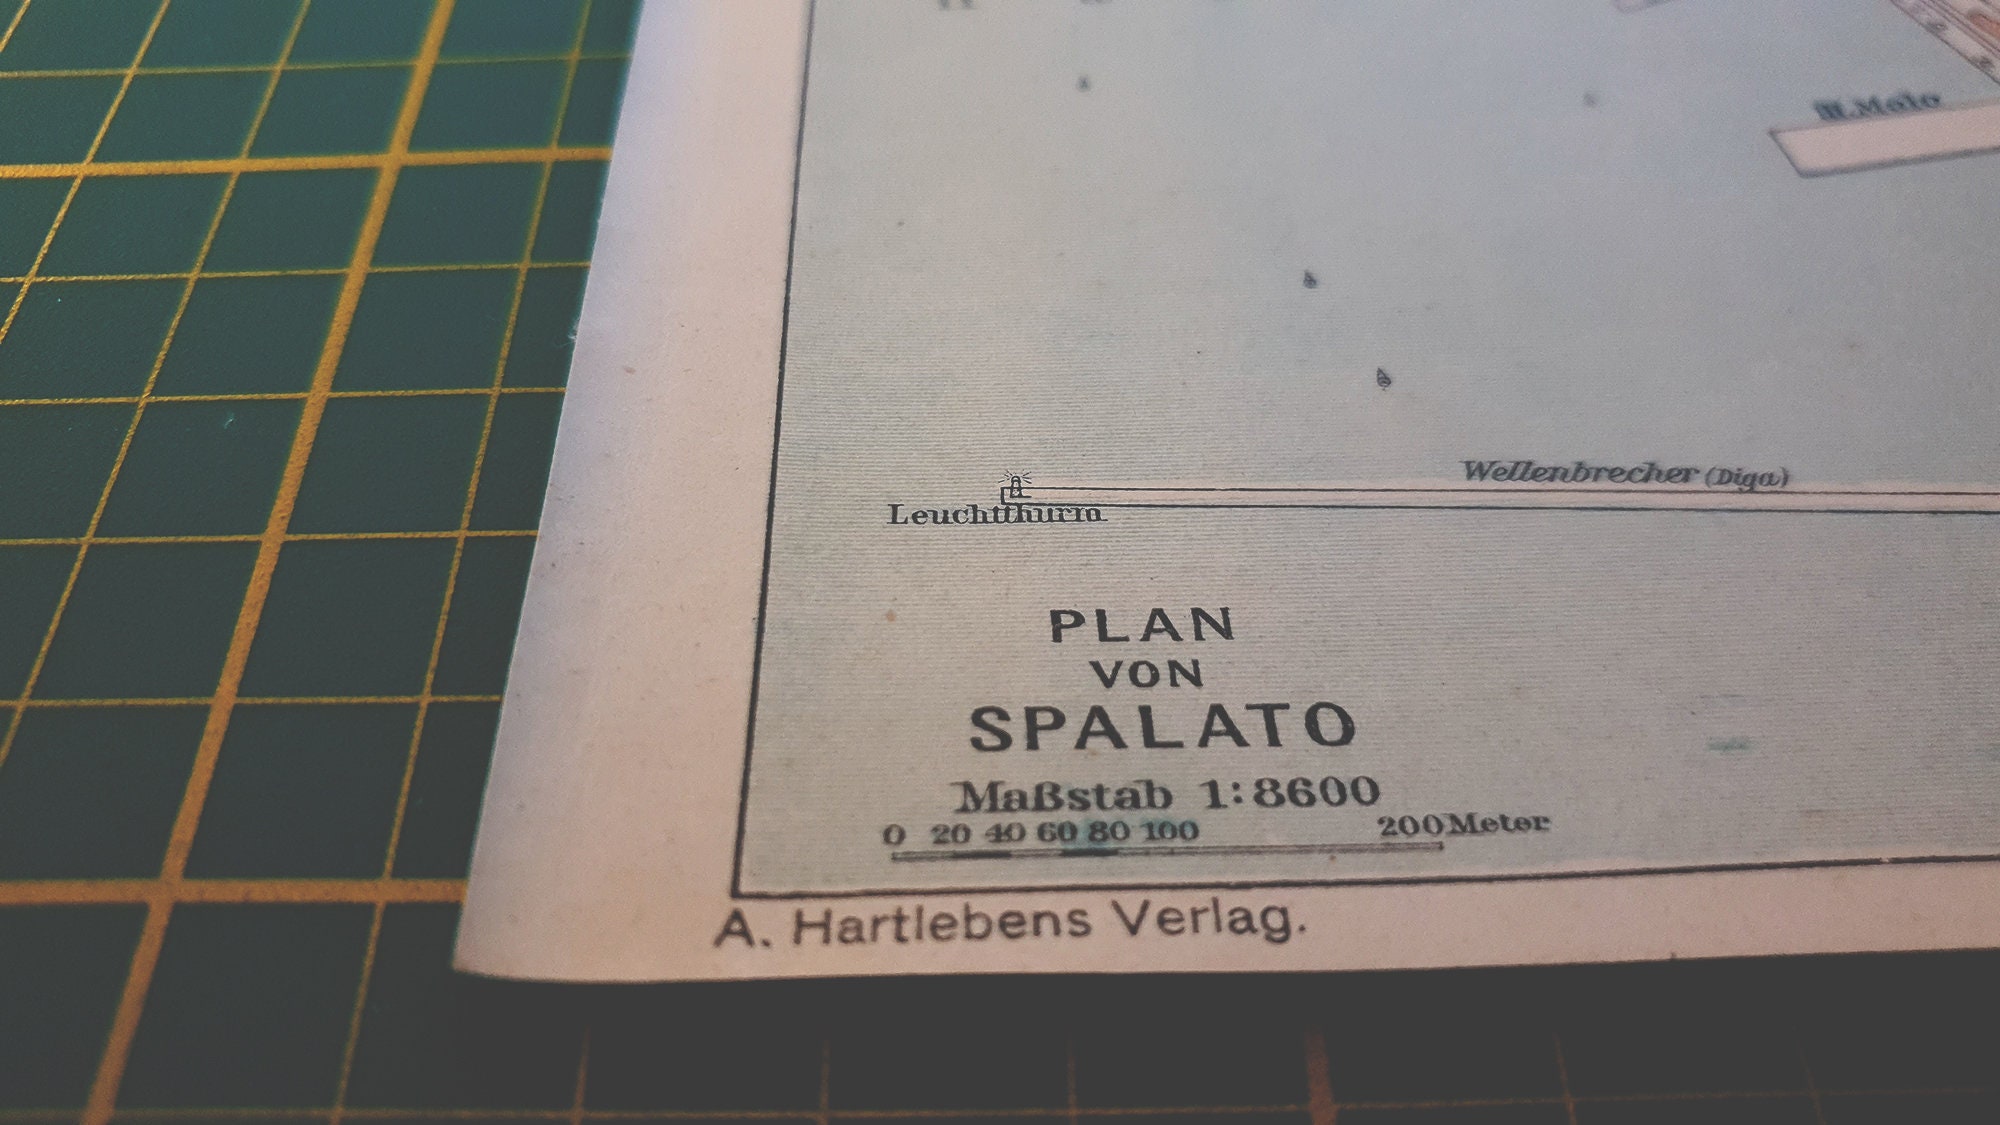 St. Molo
Wellenbrecher (Diga)
Leuchtthurm
PLAN
VON
SPALATO
Maßstab 1:8600
0 20 40 60 80 100 200 Meter
A. Hartlebens Verlag.